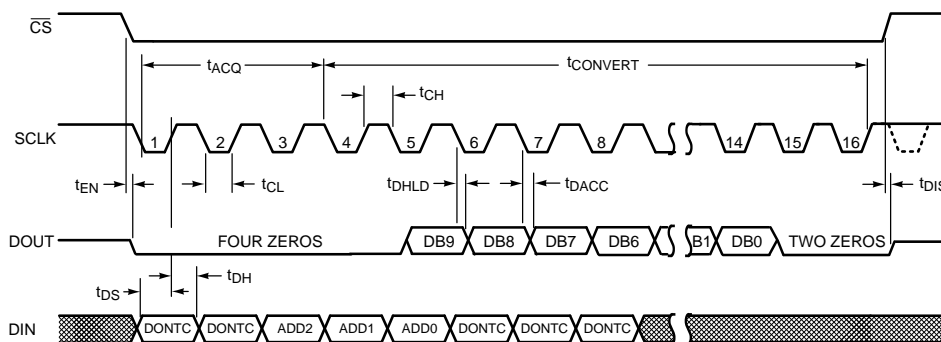 CS
tACQ
tCONVERT
tCH
SCLK
1 2 3 4 5 6 7 8 14 15 16
tEN
tCL
tDHLD
tDACC
tDIS
DOUT
FOUR ZEROS DB9 DB8 DB7 DB6 B1 DB0 TWO ZEROS
tDS
tDH
DIN
DONTC DONTC ADD2 ADD1 ADD0 DONTC DONTC DONTC